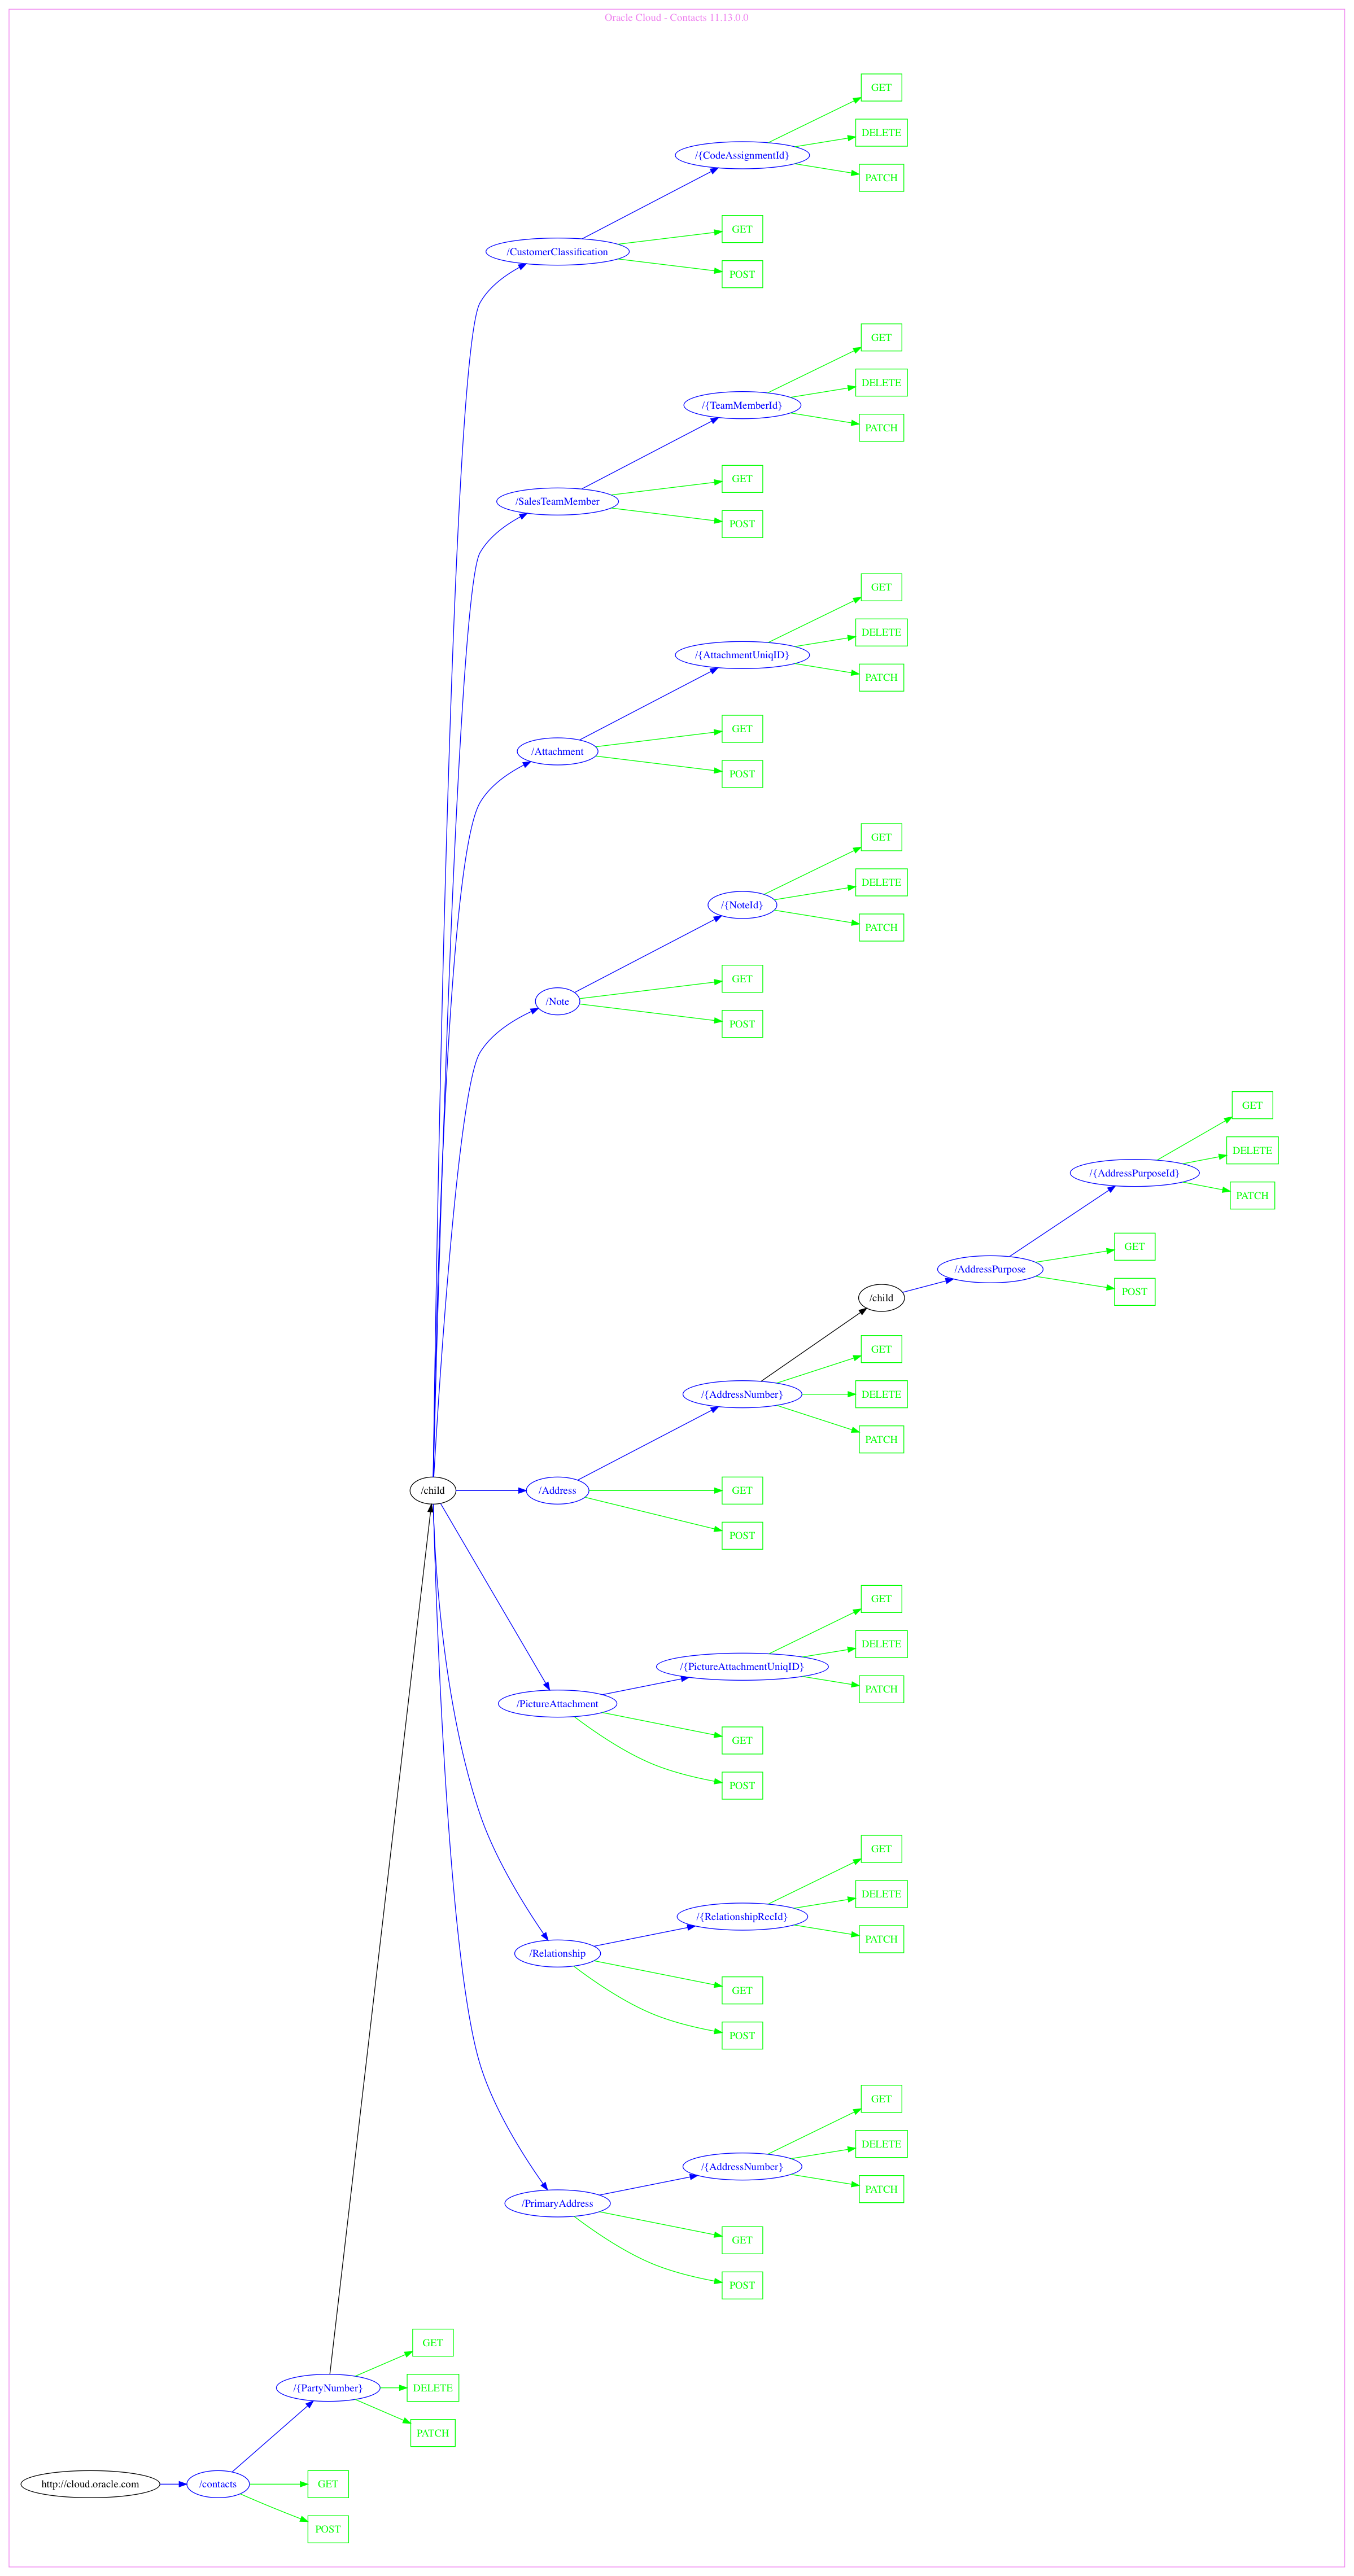 Oracle Cloud - Contacts 11.13.0.0
GET
DELETE
/{CodeAssignmentId}
PATCH
GET
/CustomerClassification
POST
GET
DELETE
/{TeamMemberId}
PATCH
GET
/SalesTeamMember
POST
GET
DELETE
/{AttachmentUniqID}
PATCH
GET
/Attachment
POST
GET
DELETE
/{NoteId}
PATCH
GET
/Note
POST
GET
DELETE
/{AddressPurposeId}
PATCH
GET
/AddressPurpose
POST
/child
GET
/{AddressNumber}
DELETE
PATCH
/child
/Address
GET
POST
GET
DELETE
/{PictureAttachmentUniqID}
PATCH
/PictureAttachment
GET
POST
GET
DELETE
/{RelationshipRecId}
PATCH
/Relationship
GET
POST
GET
DELETE
/{AddressNumber}
PATCH
/PrimaryAddress
GET
POST
GET
/{PartyNumber}
DELETE
PATCH
http://cloud.oracle.com
/contacts
GET
POST